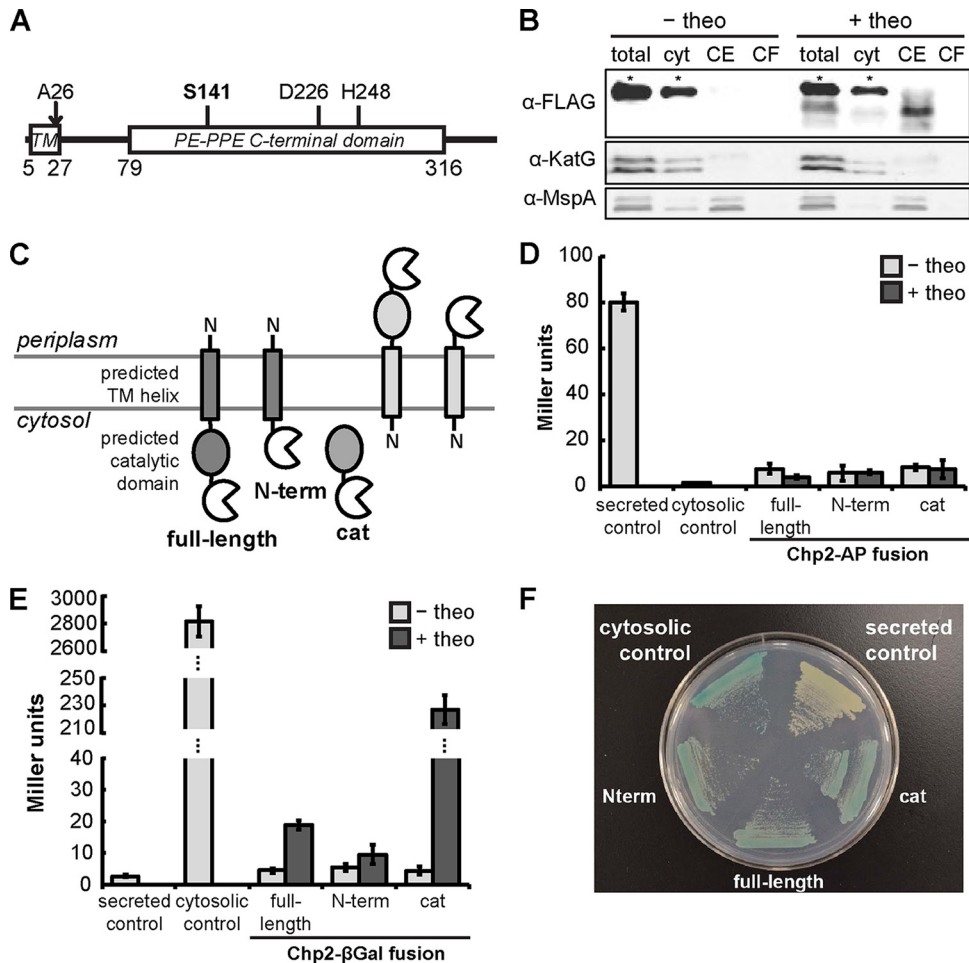 A
A26
S141
D226 H248
TM
PE-PPE C-terminal domain
5 27 79 316
B
− theo + theo
total cyt CE CF total cyt CE CF
* * * *
α-FLAG
α-KatG
α-MspA
C
N N
periplasm
predicted
TM helix
cytosol
predicted
catalytic
domain
N N
N-term
full-length
cat
D
− theo
+ theo
Miller units
100
80
60
40
20
10
0
secreted control
cytosolic control
full-length
N-term
cat
Chp2-AP fusion
E
− theo
+ theo
Miller units
3000
2800
2600
250
230
210
40
30
20
10
0
secreted control
cytosolic control
full-length
N-term
cat
Chp2-βGal fusion
F
cytosolic control
secreted control
Nterm
cat
full-length